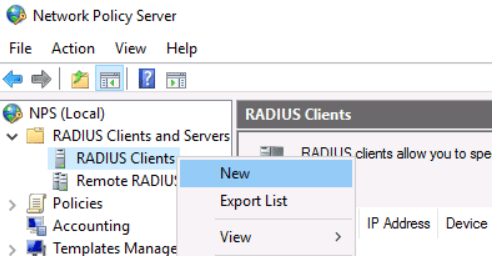 Network Policy Server
File Action View Help
NPS (Local)
RADIUS Clients and Servers
RADIUS Clients
Remote RADIUS
Policies
Accounting
Templates Manage
New
Export List
View
RADIUS Clients
RADIUS clients allow you to spe
IP Address Device